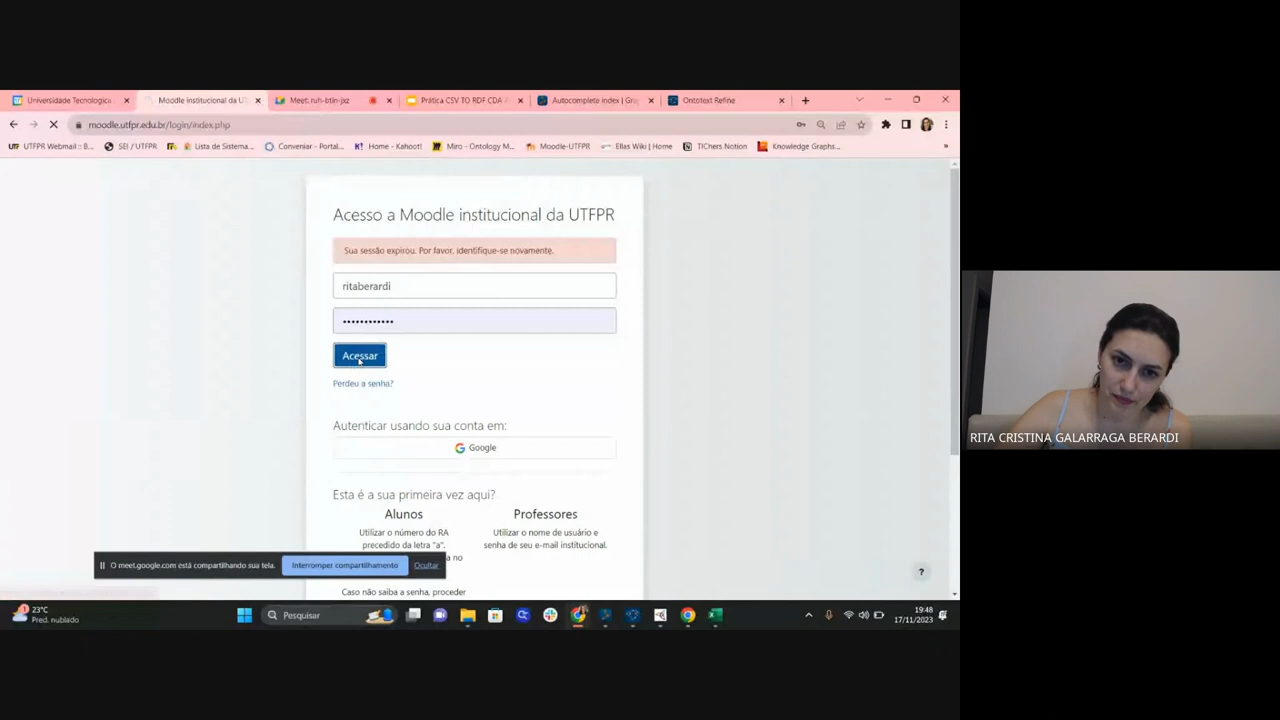 Universidade Tecnológica
Moodle institucional da UT
Meet: ruh-btin-jxz
Prática CSV TO RDF CDA
Autocomplete index | Gra
Ontotext Refine
moodle.utfpr.edu.br/login/index.php
UTFPR Webmail :: B...
SEI / UTFPR
Lista de Sistema...
Conveniar - Portal...
Home - Kahoot!
Miro - Ontology M...
Moodle-UTFPR
Ellas Wiki | Home
TIChers Notion
Knowledge Graphs...
Acesso a Moodle institucional da UTFPR
Sua sessão expirou. Por favor, identifique-se novamente.
ritaberardi
Acessar
Perdeu a senha?
Autenticar usando sua conta em:
Google
Esta é a sua primeira vez aqui?
Alunos
Professores
Utilizar o número do RA
precedido da letra "a".
Utilizar o nome de usuário e
senha de seu e-mail institucional.
a no
O meet.google.com está compartilhando sua tela.
Interromper compartilhamento
Ocultar
Caso não saiba a senha, proceder
?
RITA CRISTINA GALARRAGA BERARDI
1
23°C
Pred. nublado
Pesquisar
19:48
17/11/2023